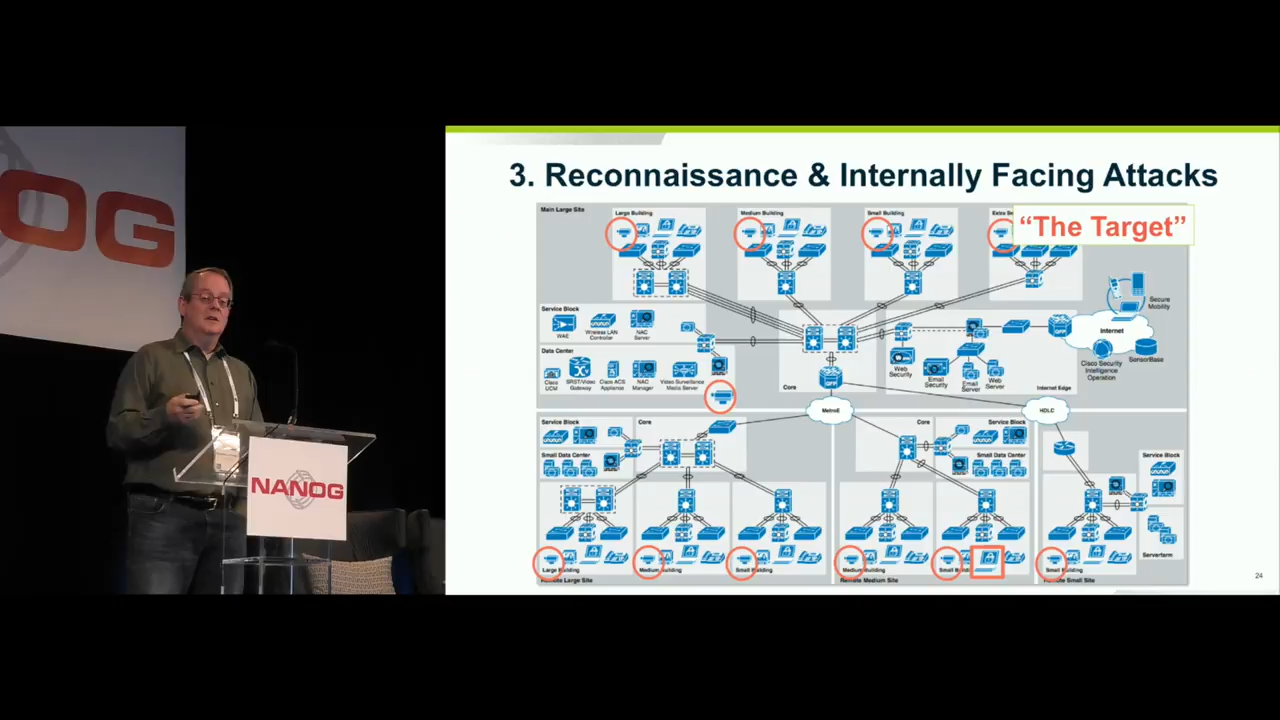 OG
NANOG
3. Reconnaissance & Internally Facing Attacks
“The Target”
Main Large Site
Large Building
Medium Building
Small Building
Service Block
WAE
Wireless LAN
Controller
NAC
Server
Data Center
Cisco
UCM
SRST/Video
Gateway
Cisco ACS
Appliance
NAC
Manager
Video Surveillance
Media Server
Core
Web
Security
Email
Security
Email
Server
Web
Server
Internet Edge
Internet
Secure
Mobility
Cisco Security
Intelligence
Operation
SensorBase
MetroE
HDLC
Service Block
Core
Small Data Center
Core
Service Block
Small Data Center
Service Block
Serverfarm
Large Building
Medium Building
Small Building
Medium Building
Small Building
Remote Large Site
Remote Medium Site
Remote Small Site
24